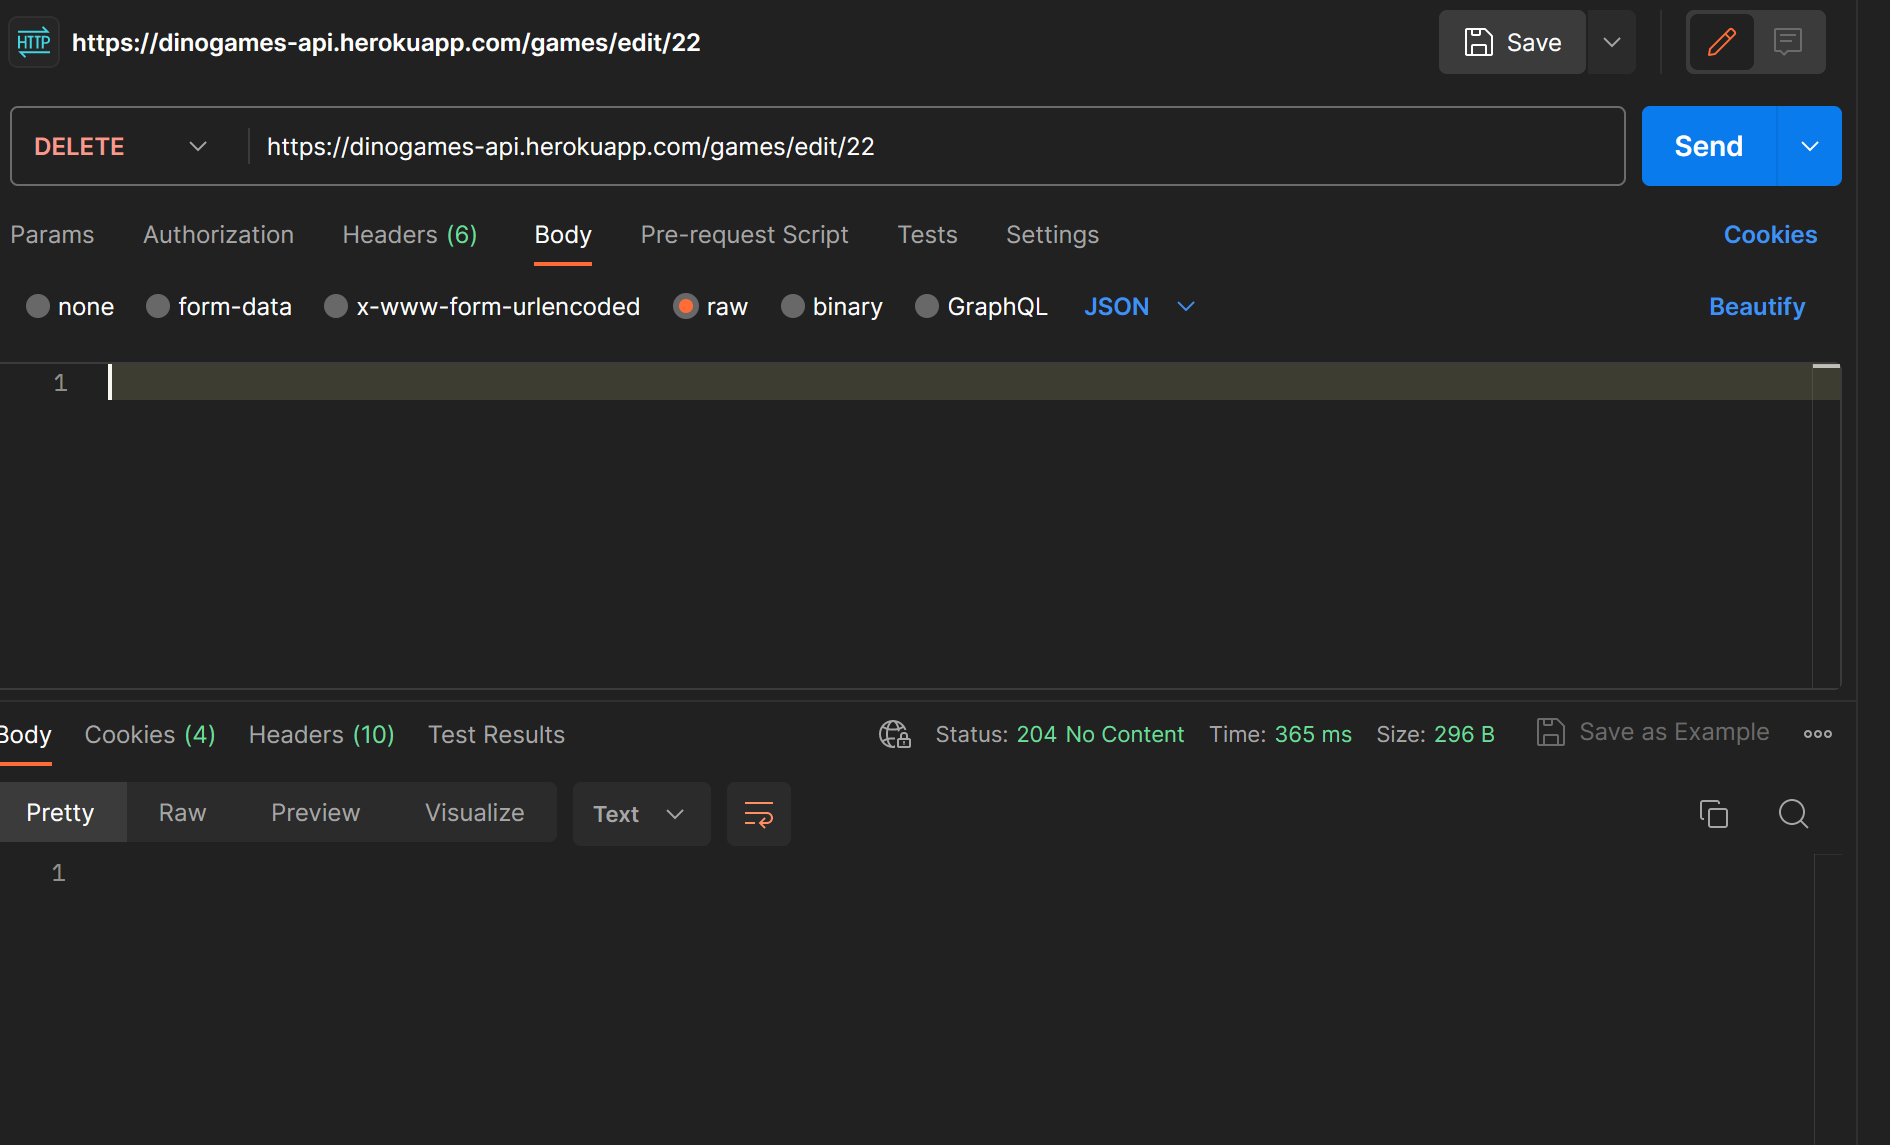 HTTP https://dinogames-api.herokuapp.com/games/edit/22 Save
DELETE https://dinogames-api.herokuapp.com/games/edit/22 Send
Params Authorization Headers (6) Body Pre-request Script Tests Settings Cookies
none form-data x-www-form-urlencoded raw binary GraphQL JSON Beautify
1
Body Cookies (4) Headers (10) Test Results Status: 204 No Content Time: 365 ms Size: 296 B Save as Example
Pretty Raw Preview Visualize Text
1